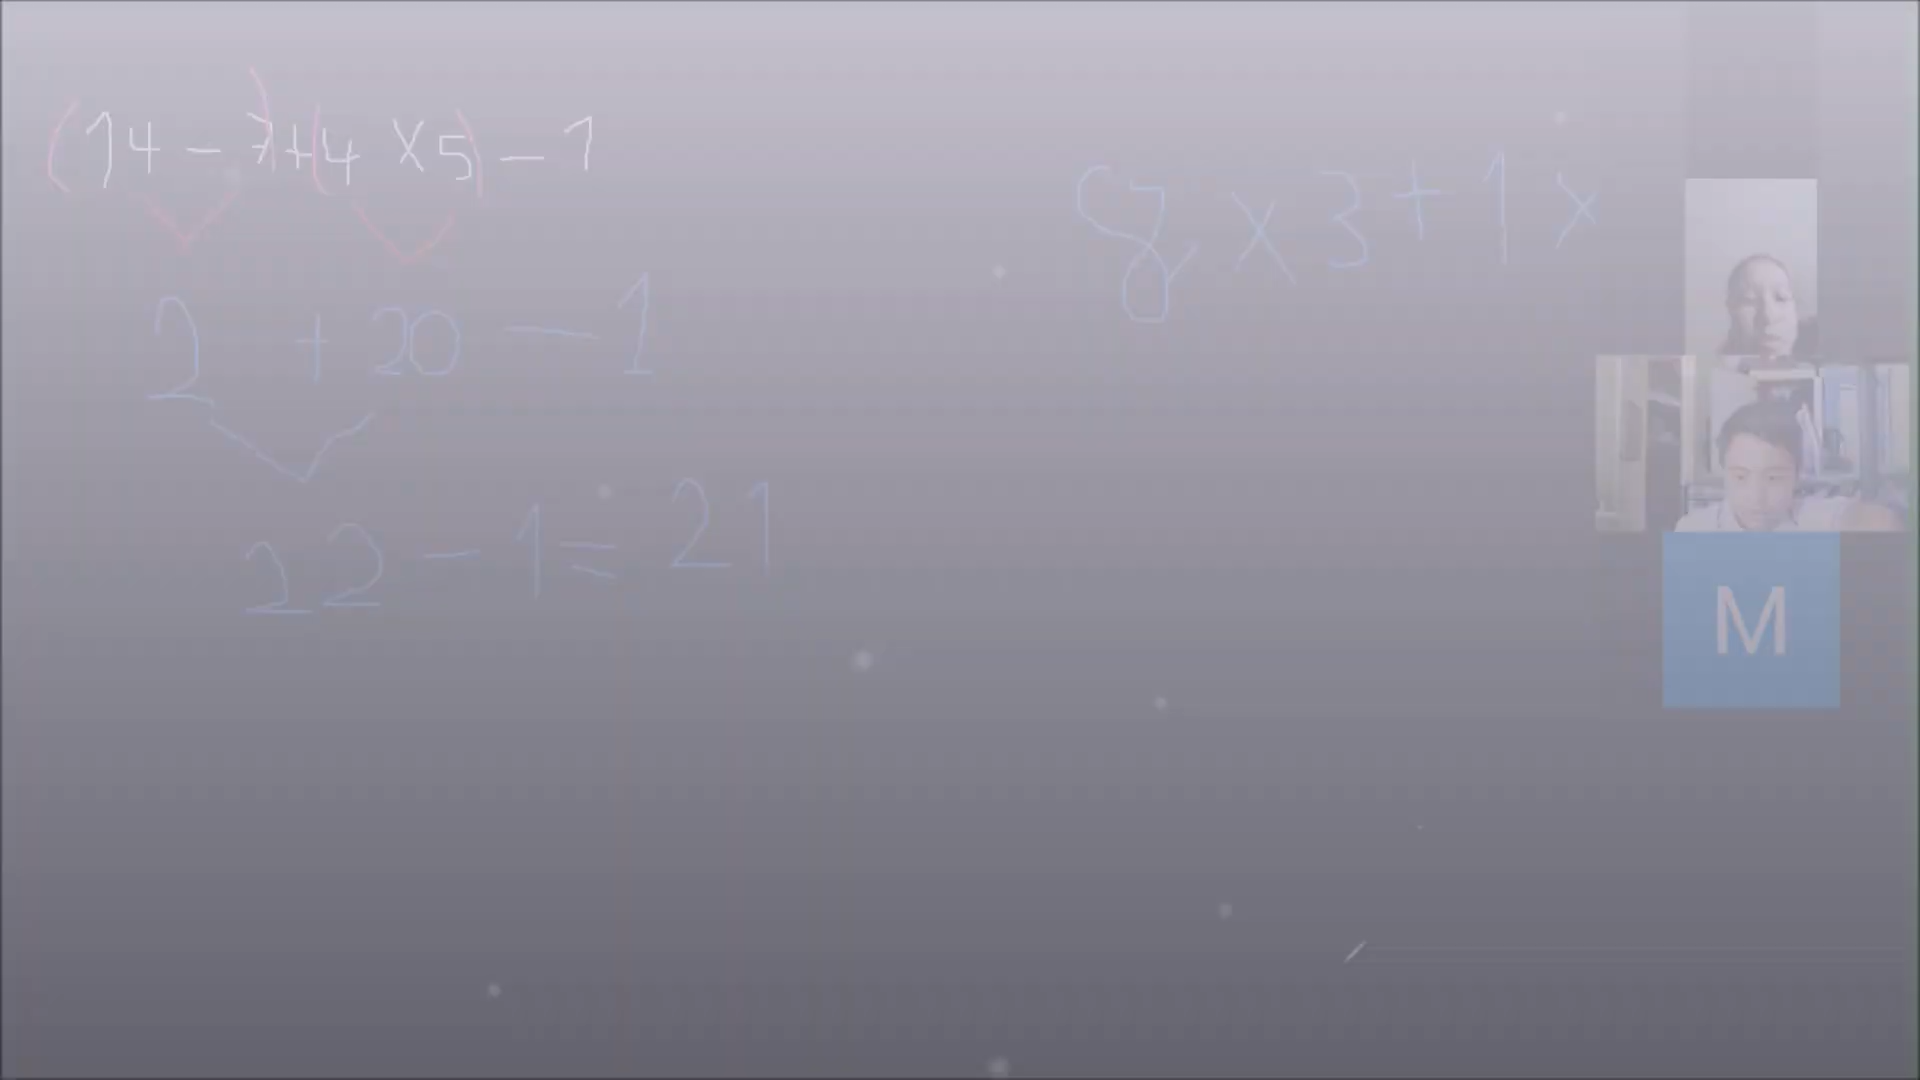 (14 - 7)+(4 X 5) - 1
2 + 20 - 1
22 - 1 = 21
8 x 3 + 1 x
M